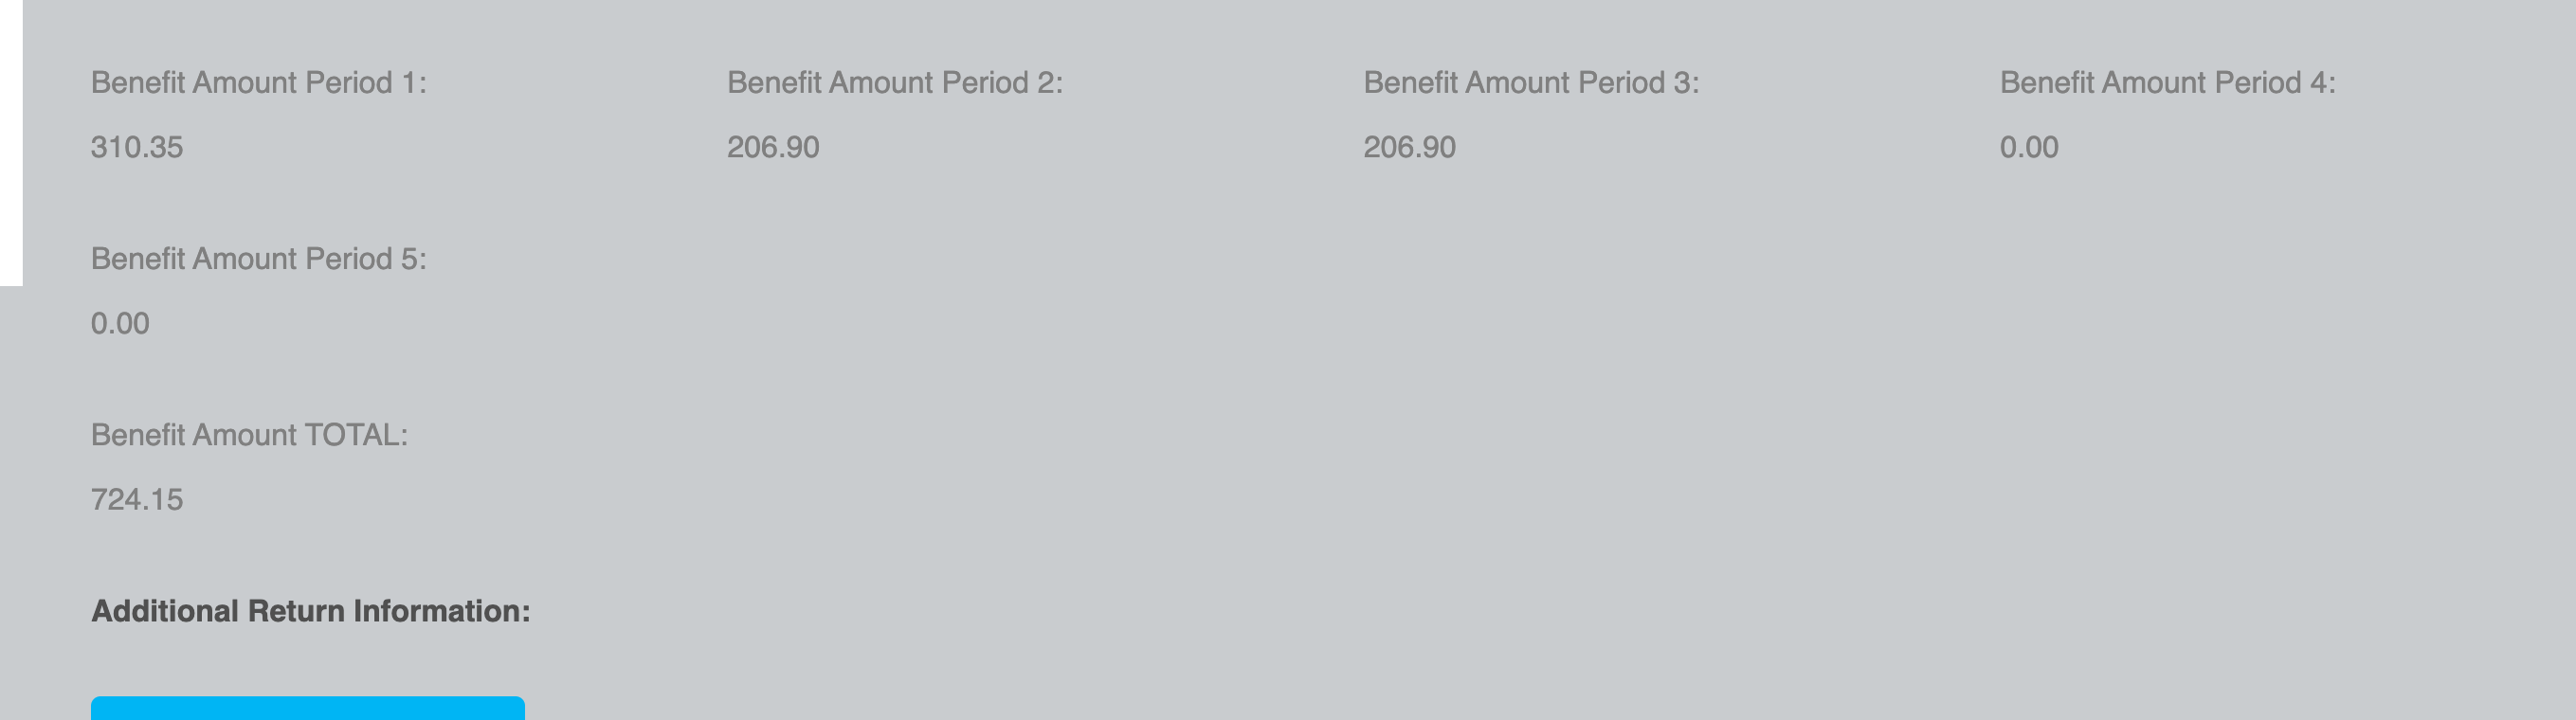 Benefit Amount Period 1: Benefit Amount Period 2: Benefit Amount Period 3: Benefit Amount Period 4:
310.35 206.90 206.90 0.00
Benefit Amount Period 5:
0.00
Benefit Amount TOTAL:
724.15
Additional Return Information: